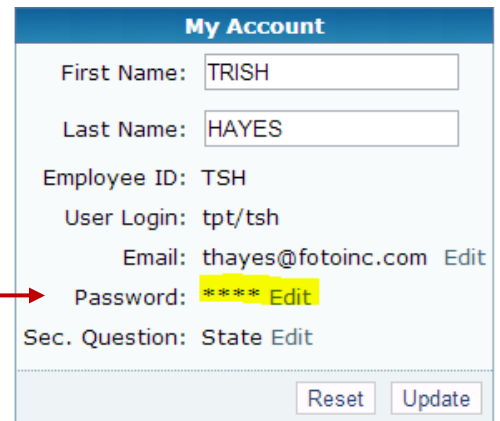 My Account
First Name: TRISH
Last Name: HAYES
Employee ID: TSH
User Login: tpt/tsh
Email: thayes@fotoinc.com Edit
Password: **** Edit
Sec. Question: State Edit
Reset Update